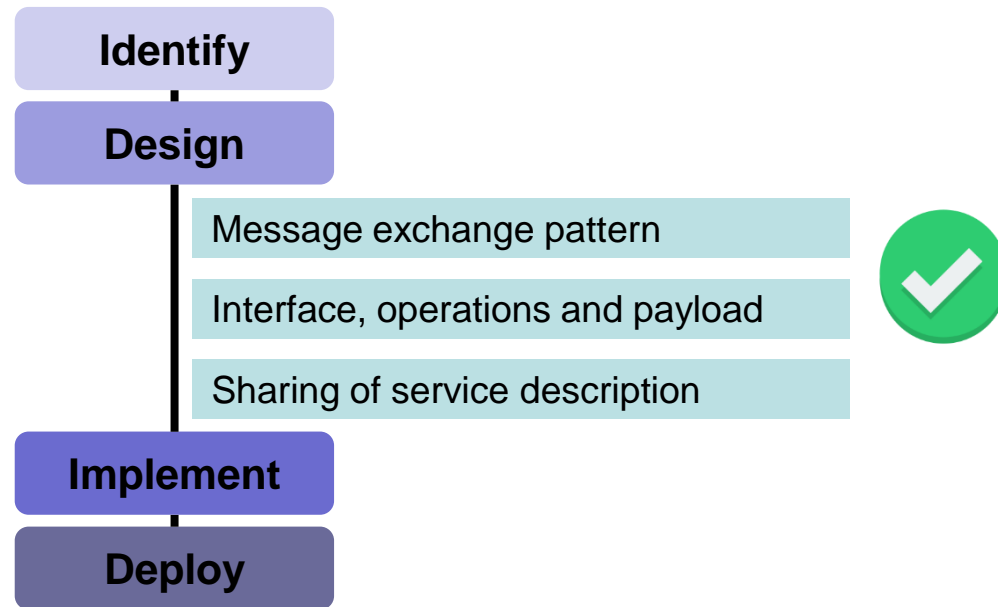 Identify
Design
Message exchange pattern
Interface, operations and payload
Sharing of service description
Implement
Deploy